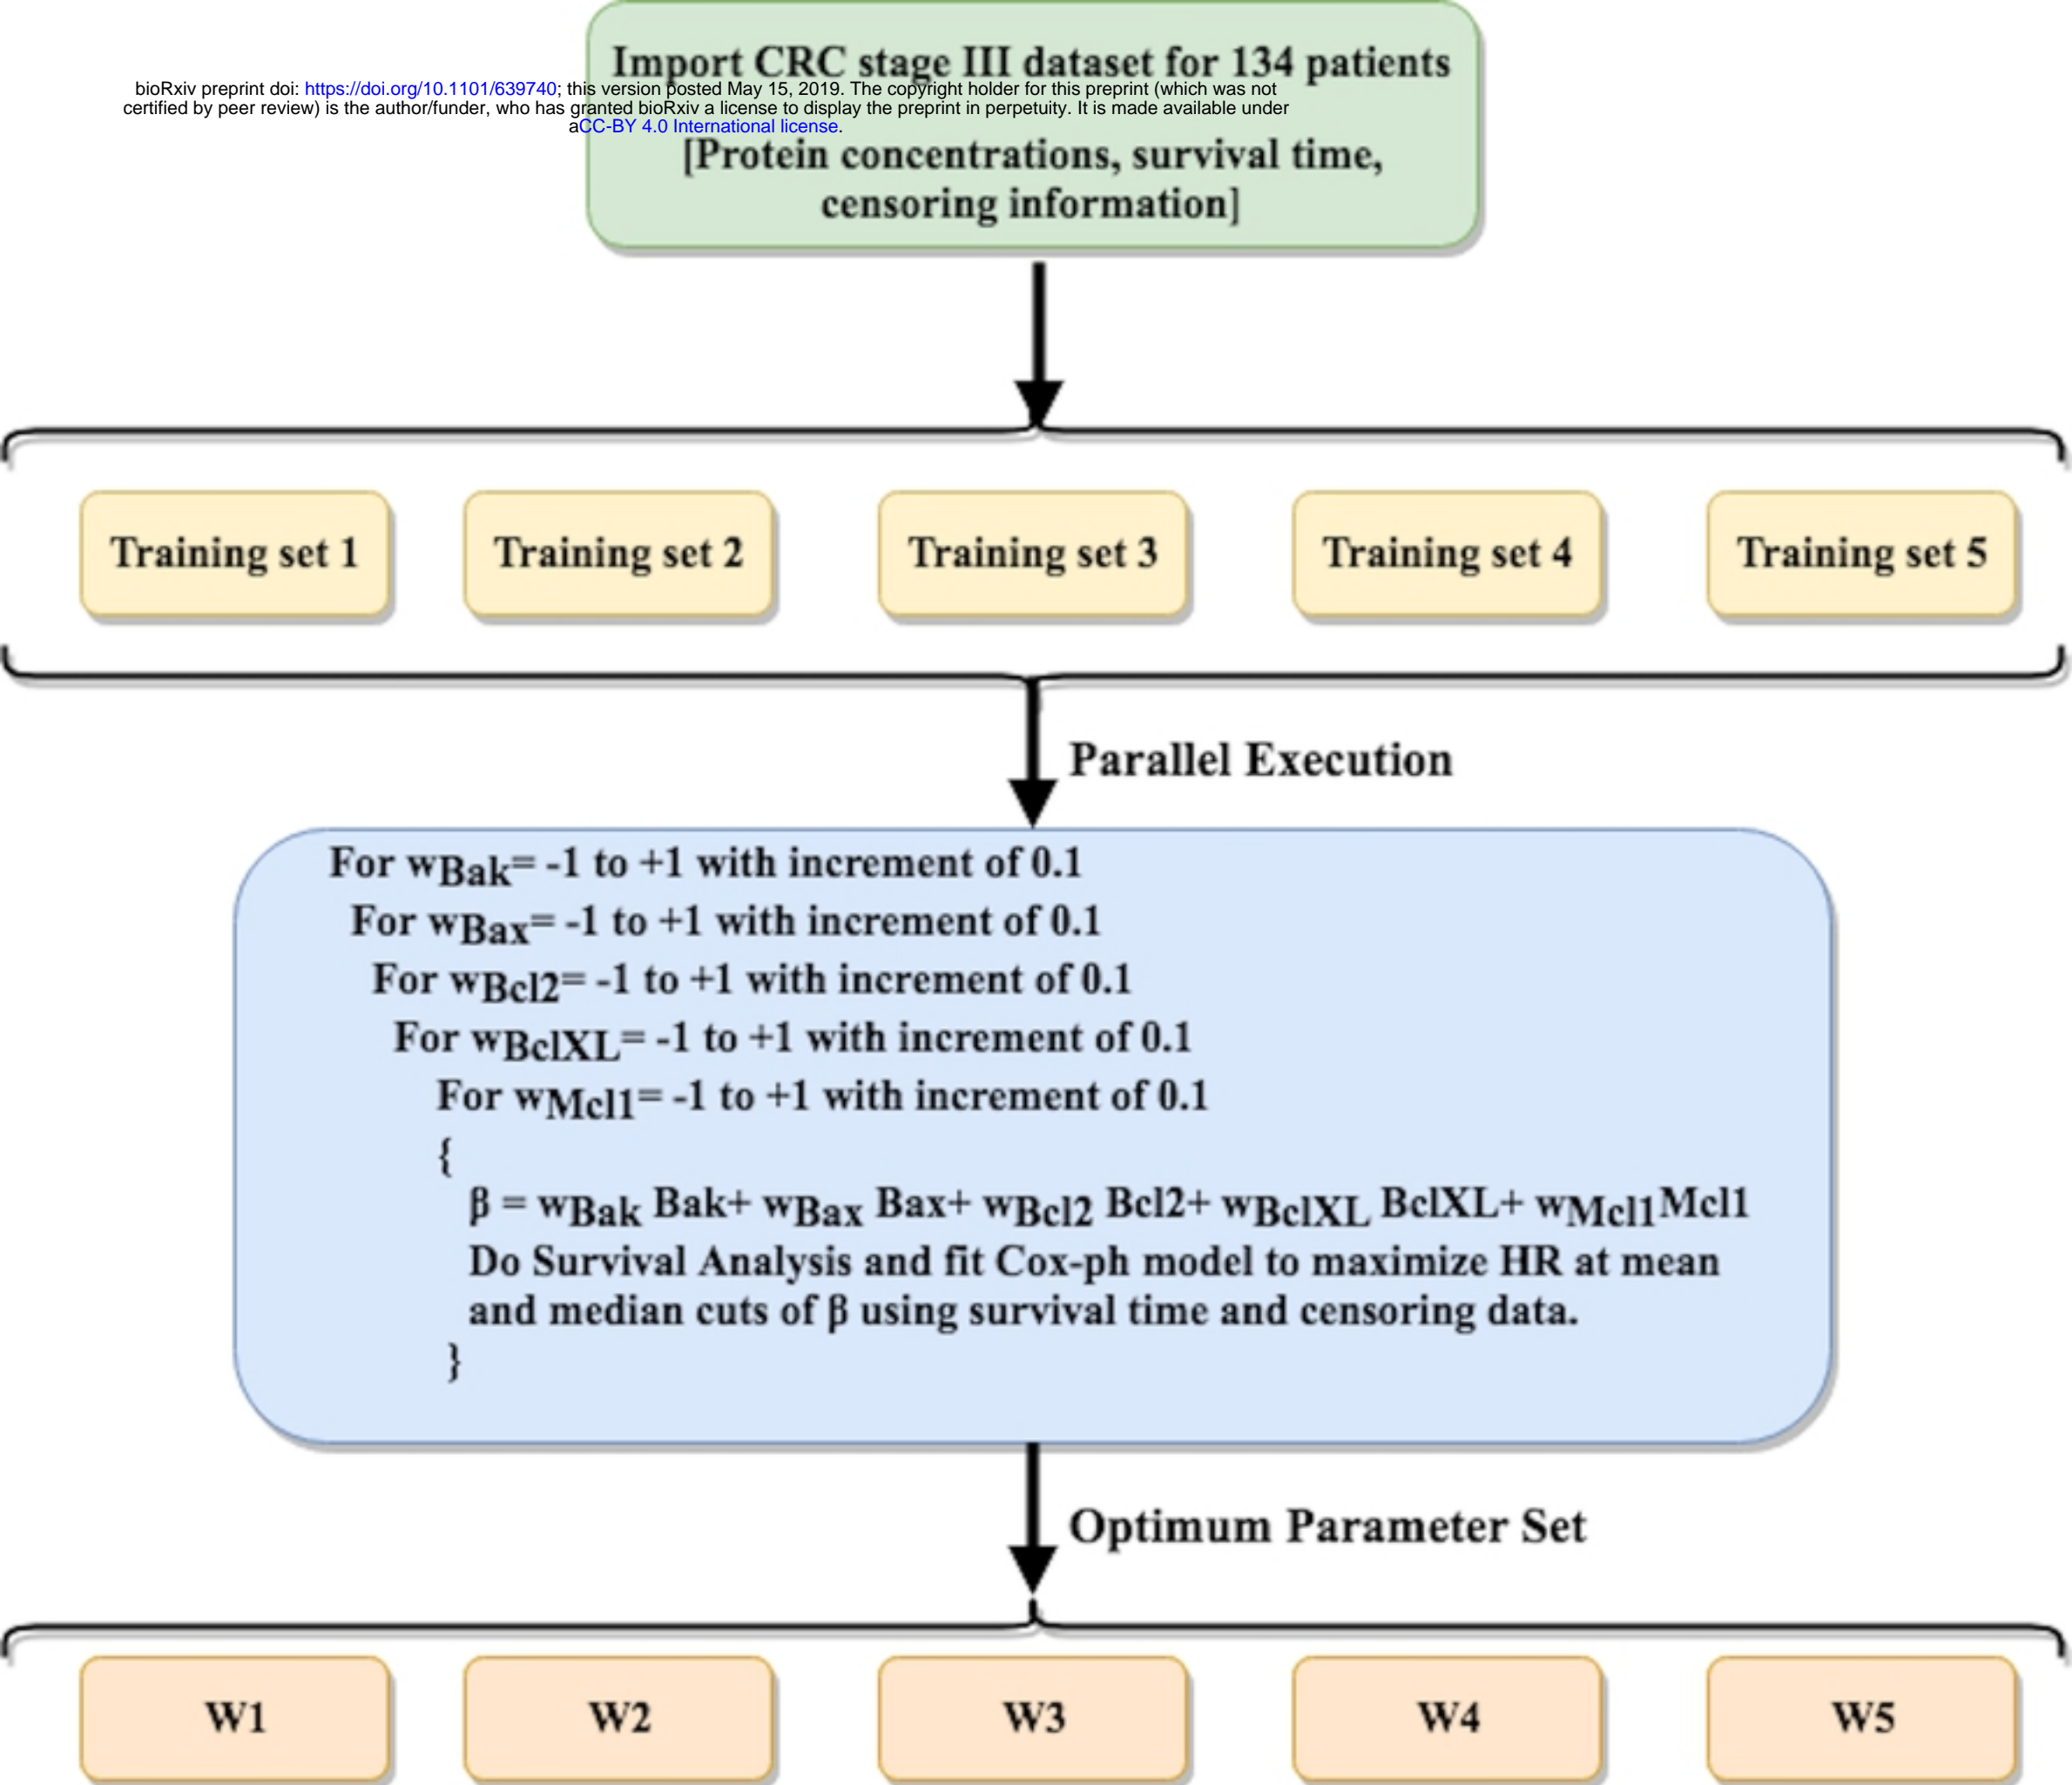 Import CRC stage III dataset for 134 patients
bioRxiv preprint doi: https://doi.org/10.1101/639740; this version posted May 15, 2019. The copyright holder for this preprint (which was not
certified by peer review) is the author/funder, who has granted bioRxiv a license to display the preprint in perpetuity. It is made available under
aCC-BY 4.0 International license.
[Protein concentrations, survival time,
censoring information]
Training set 1
Training set 2
Training set 3
Training set 4
Training set 5
Parallel Execution
For wBak= -1 to +1 with increment of 0.1
For wBax= -1 to +1 with increment of 0.1
For wBcl2= -1 to +1 with increment of 0.1
For wBclXL= -1 to +1 with increment of 0.1
For wMcl1= -1 to +1 with increment of 0.1
{
β = wBak Bak+ wBax Bax+ wBcl2 Bcl2+ wBclXL BclXL+ wMcl1 Mcl1
Do Survival Analysis and fit Cox-ph model to maximize HR at mean
and median cuts of β using survival time and censoring data.
}
Optimum Parameter Set
W1
W2
W3
W4
W5